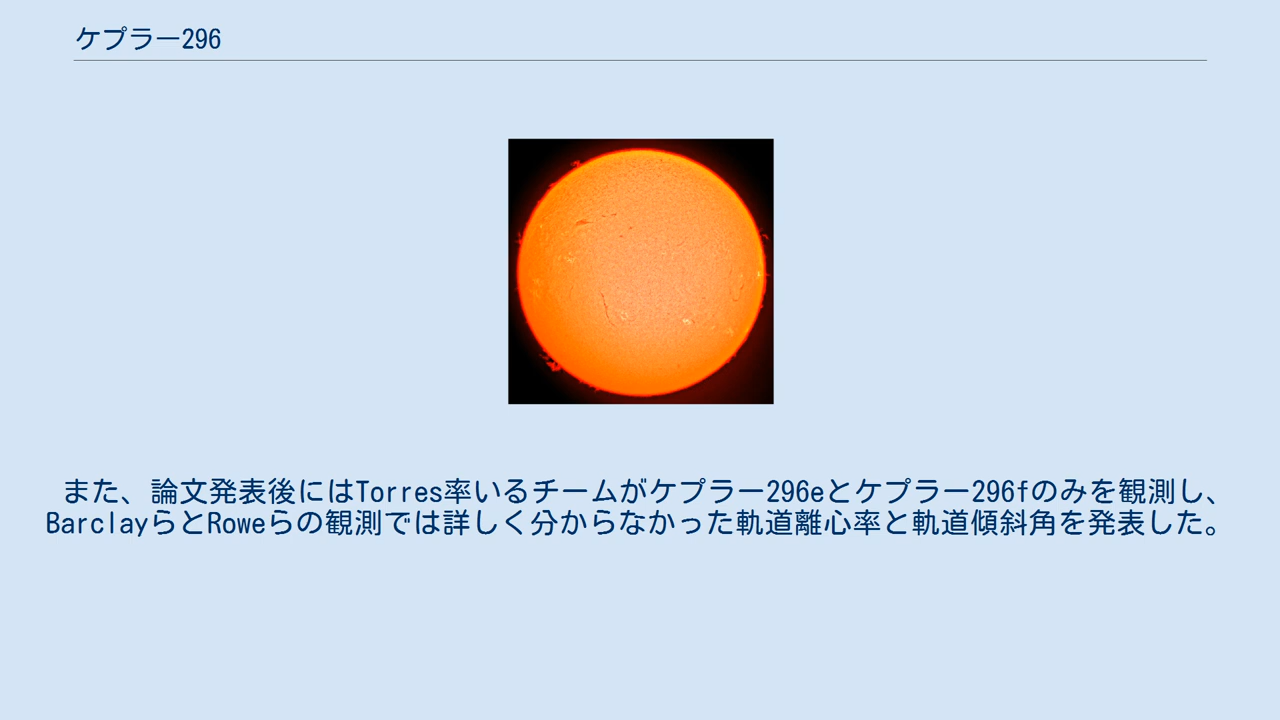 ケプラー296
また、論文発表後にはTorres率いるチームがケプラー296eとケプラー296fのみを観測し、
BarclayらとRoweらの観測では詳しく分からなかった軌道離心率と軌道傾斜角を発表した。